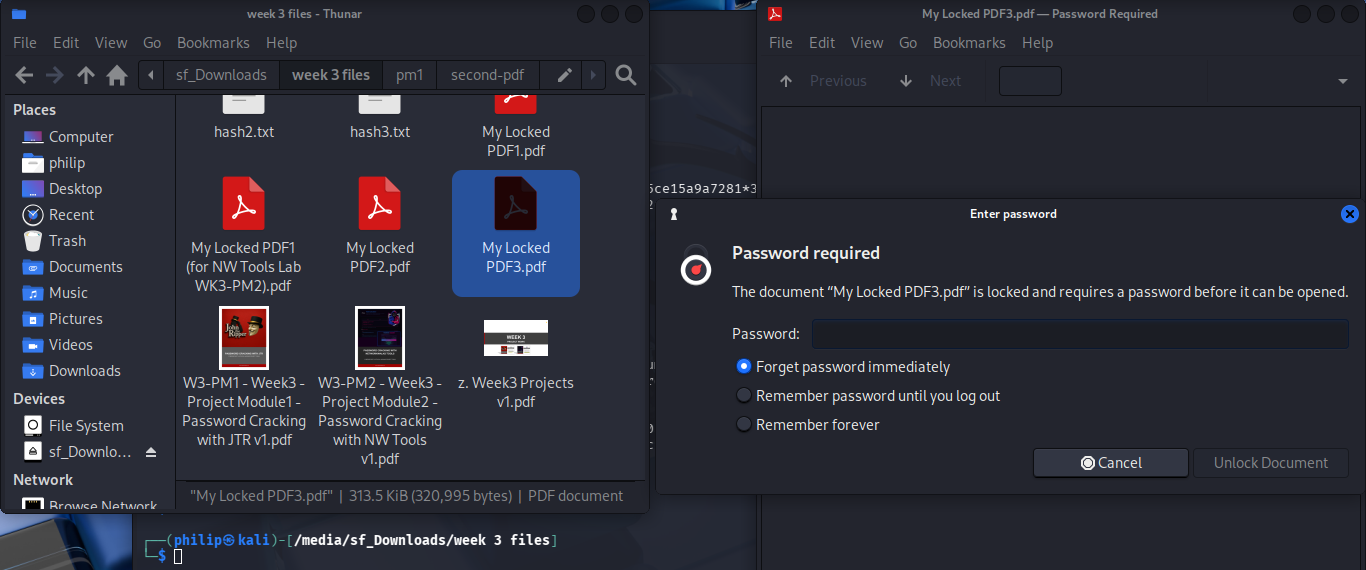 week 3 files - Thunar
File Edit View Go Bookmarks Help
sf_Downloads week 3 files pm1 second-pdf
Places
Computer
philip
Desktop
Recent
Trash
Documents
Music
Pictures
Videos
Downloads
Devices
File System
sf_Downlo...
Network
Browse Network
hash2.txt
hash3.txt
My Locked
PDF1.pdf
My Locked PDF1
(for NW Tools Lab
WK3-PM2).pdf
My Locked
PDF2.pdf
My Locked
PDF3.pdf
John
the
Ripper
WEEK 3
W3-PM1 - Week3 -
Project Module1 -
Password Cracking
with JTR v1.pdf
W3-PM2 - Week3 -
Project Module2 -
Password Cracking
with NW Tools
v1.pdf
z. Week3 Projects
v1.pdf
"My Locked PDF3.pdf" | 313.5 KiB (320,995 bytes) | PDF document
5ce15a9a7281*3
My Locked PDF3.pdf — Password Required
File Edit View Go Bookmarks Help
Previous Next
Enter password
Password required
The document “My Locked PDF3.pdf” is locked and requires a password before it can be opened.
Password:
Forget password immediately
Remember password until you log out
Remember forever
Cancel Unlock Document
┌──(philip㉿kali)-[/media/sf_Downloads/week 3 files]
└─$